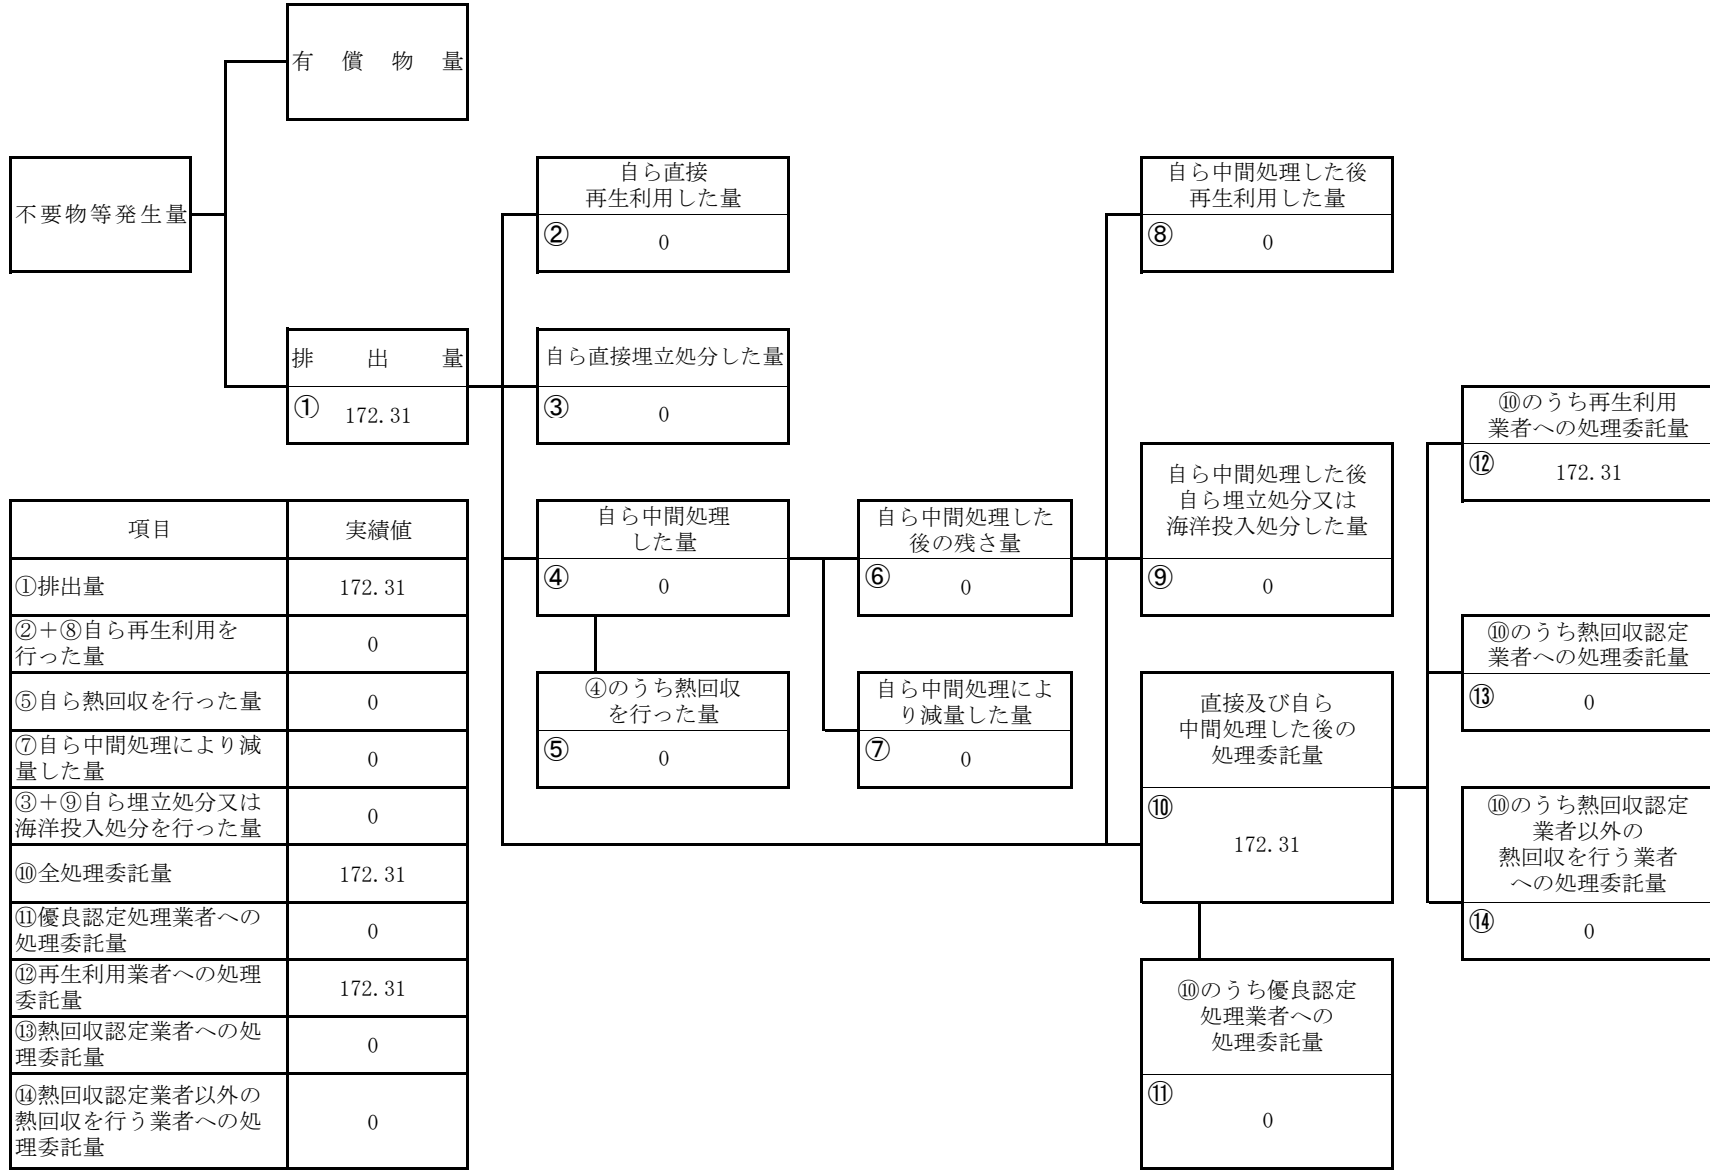 有償物量
不要物等発生量
自ら直接
再生利用した量
② 0
自ら中間処理した後
再生利用した量
⑧ 0
排出量
① 172.31
自ら直接埋立処分した量
③ 0
⑩のうち再生利用
業者への処理委託量
⑫ 172.31
自ら中間処理
した量
④ 0
自ら中間処理した
後の残さ量
⑥ 0
自ら中間処理した後
自ら埋立処分又は
海洋投入処分した量
⑨ 0
⑩のうち熱回収認定
業者への処理委託量
⑬ 0
④のうち熱回収
を行った量
⑤ 0
自ら中間処理によ
り減量した量
⑦ 0
直接及び自ら
中間処理した後の
処理委託量
⑩
172.31
⑩のうち熱回収認定
業者以外の
熱回収を行う業者
への処理委託量
⑭ 0
⑩のうち優良認定
処理業者への
処理委託量
⑪
0
項目 実績値
①排出量 172.31
②＋⑧自ら再生利用を
行った量 0
⑤自ら熱回収を行った量 0
⑦自ら中間処理により減
量した量 0
③＋⑨自ら埋立処分又は
海洋投入処分を行った量 0
⑩全処理委託量 172.31
⑪優良認定処理業者への
処理委託量 0
⑫再生利用業者への処理
委託量 172.31
⑬熱回収認定業者への処
理委託量 0
⑭熱回収認定業者以外の
熱回収を行う業者への処
理委託量 0